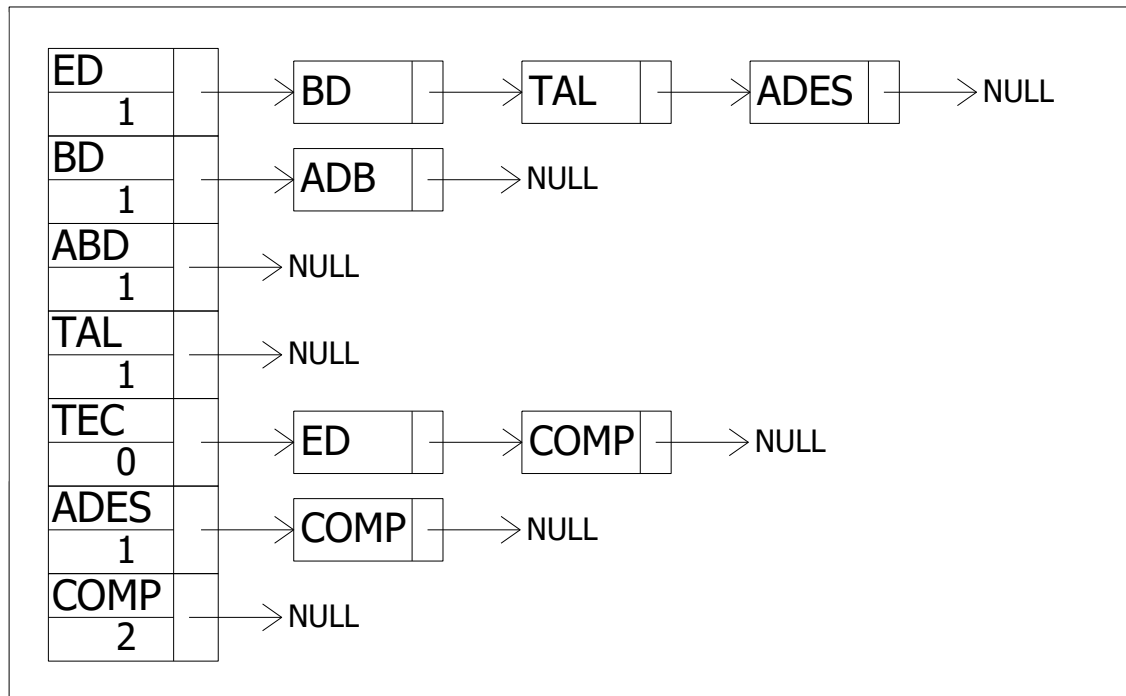 ED
1
BD
TAL
ADES
NULL
BD
1
ADB
NULL
ABD
1
NULL
TAL
1
NULL
TEC
0
ED
COMP
NULL
ADES
1
COMP
NULL
COMP
2
NULL